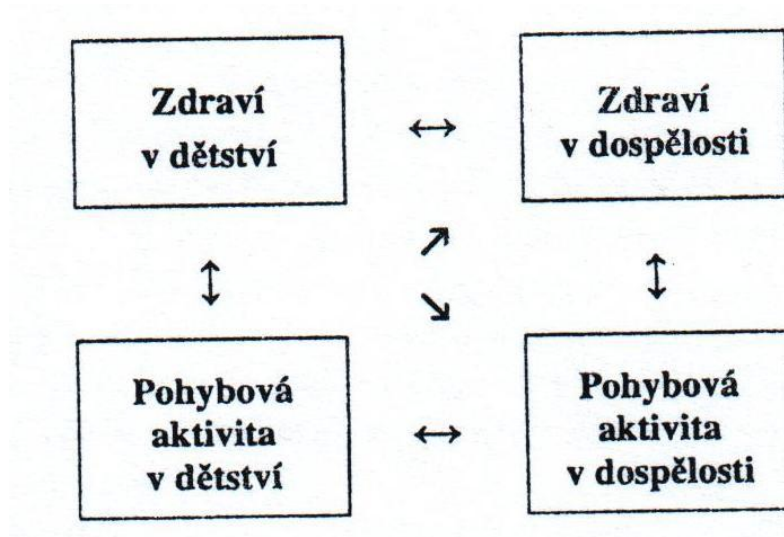 Zdraví
v dětství
Zdraví
v dospělosti
Pohybová
aktivita
v dětství
Pohybová
aktivita
v dospělosti